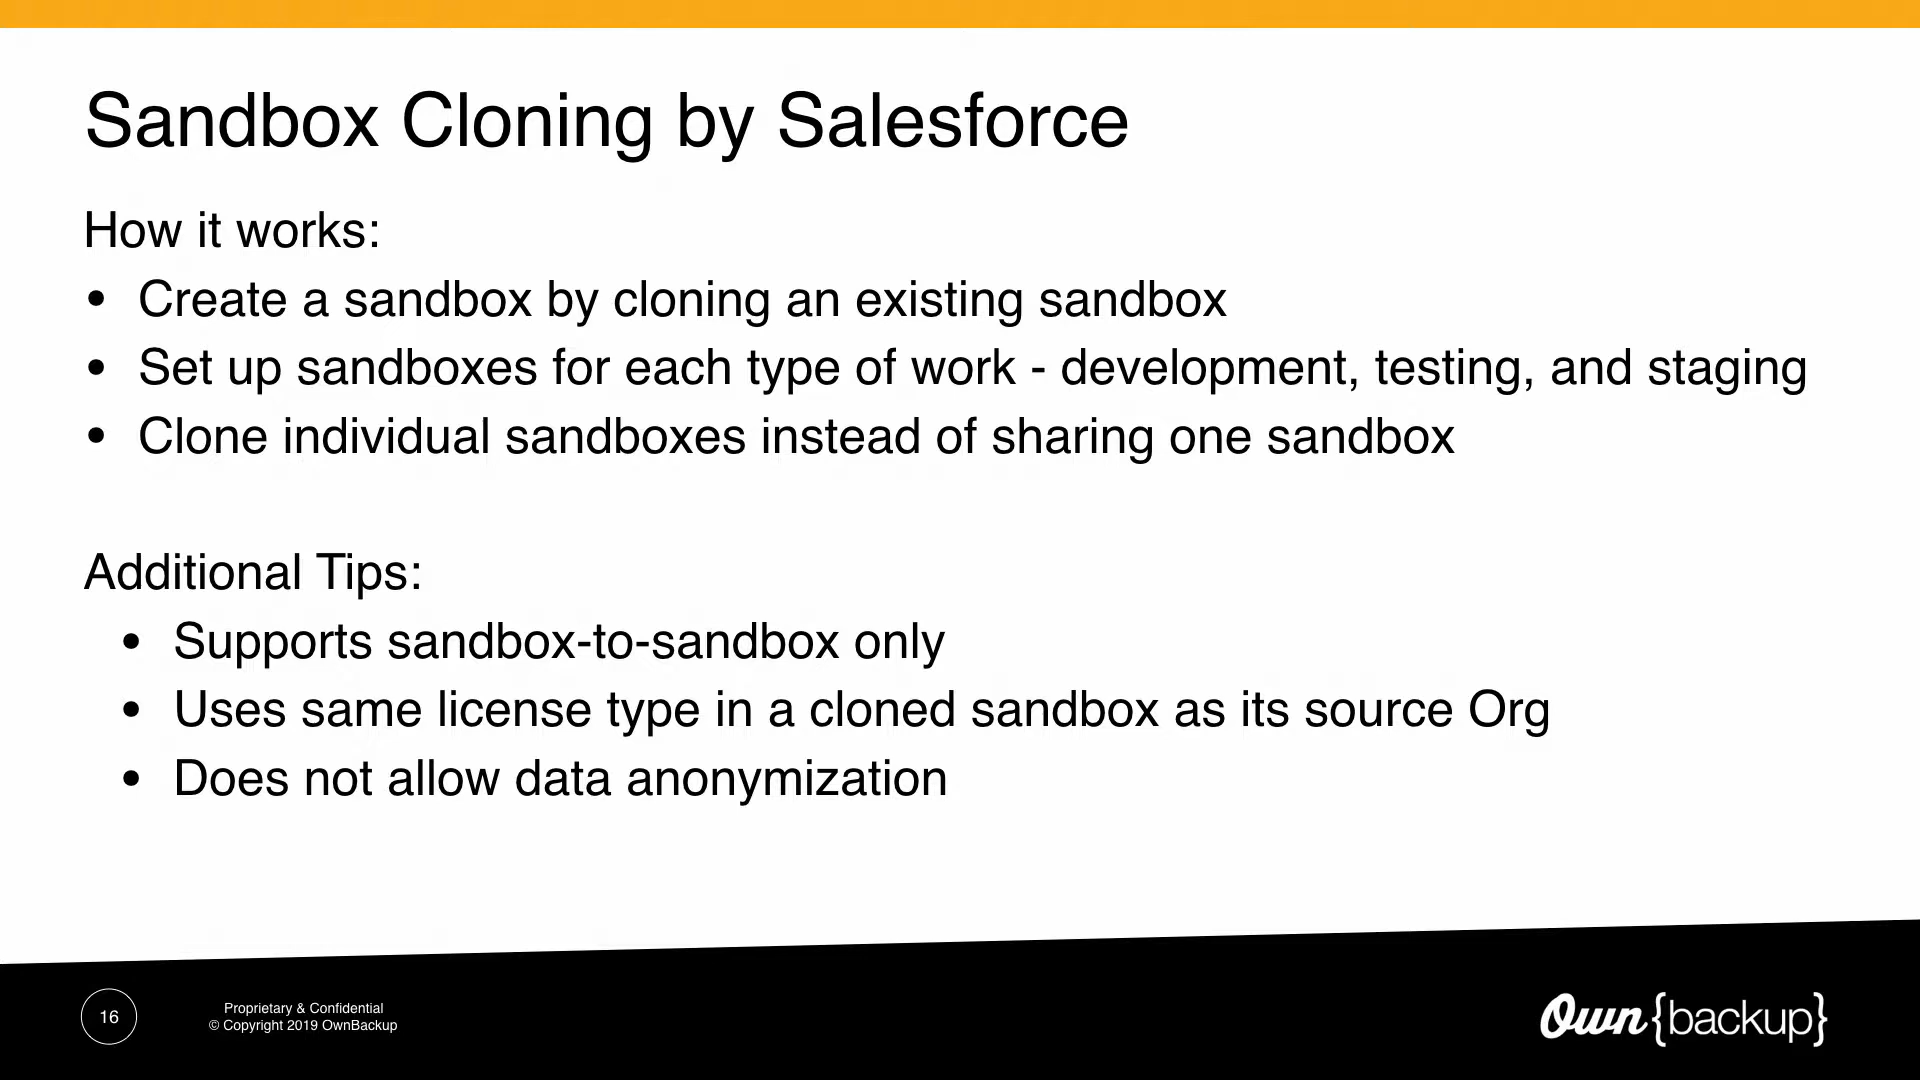 Sandbox Cloning by Salesforce
How it works:
• Create a sandbox by cloning an existing sandbox
• Set up sandboxes for each type of work - development, testing, and staging
• Clone individual sandboxes instead of sharing one sandbox
Additional Tips:
• Supports sandbox-to-sandbox only
• Uses same license type in a cloned sandbox as its source Org
• Does not allow data anonymization
16
Proprietary & Confidential
© Copyright 2019 OwnBackup
Own{backup}